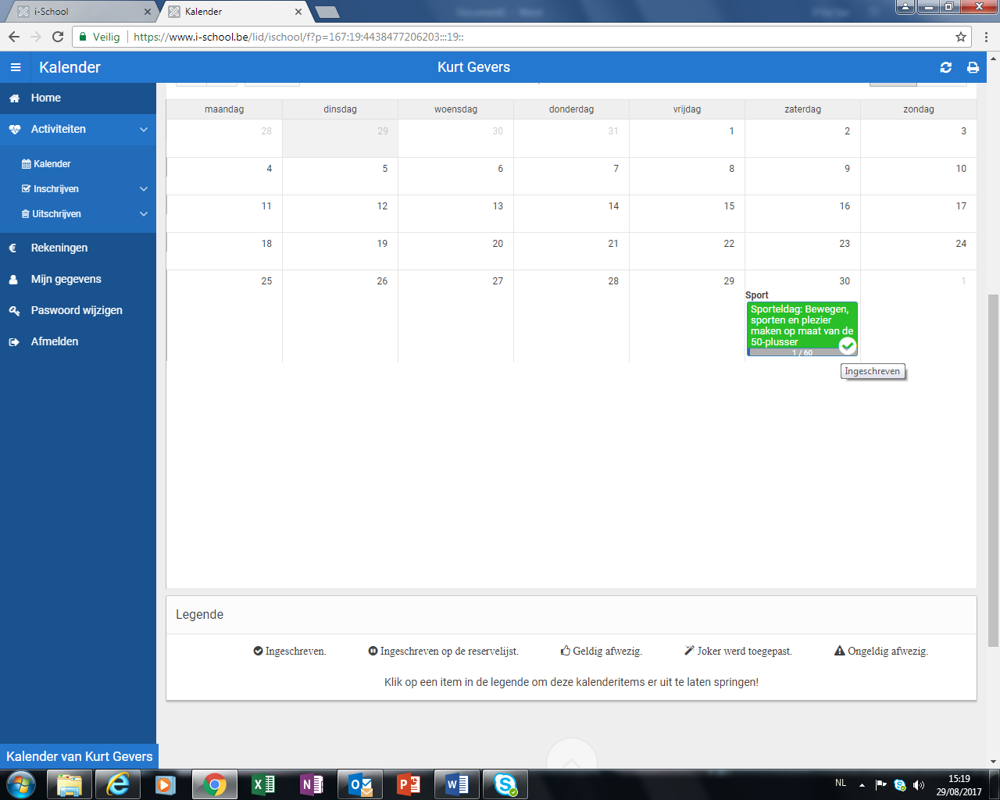 i-School
Kalender
Veilig
https://www.i-school.be/lid/ischool/f?p=167:19:4438477206203:::19::
Kalender
Kurt Gevers
Home
Activiteiten
Kalender
Inschrijven
Uitschrijven
Rekeningen
Mijn gegevens
Paswoord wijzigen
Afmelden
maandag dinsdag woensdag donderdag vrijdag zaterdag zondag
28 29 30 31 1 2 3
4 5 6 7 8 9 10
11 12 13 14 15 16 17
18 19 20 21 22 23 24
25 26 27 28 29 30 1
Sport
Sporteldag: Bewegen,
sporten en plezier
maken op maat van de
50-plusser
1 / 60
Ingeschreven
Legende
Ingeschreven. Ingeschreven op de reservelijst. Geldig afwezig. Joker werd toegepast. Ongeldig afwezig.
Klik op een item in de legende om deze kalenderitems er uit te laten springen!
Kalender van Kurt Gevers
NL
15:19
29/08/2017